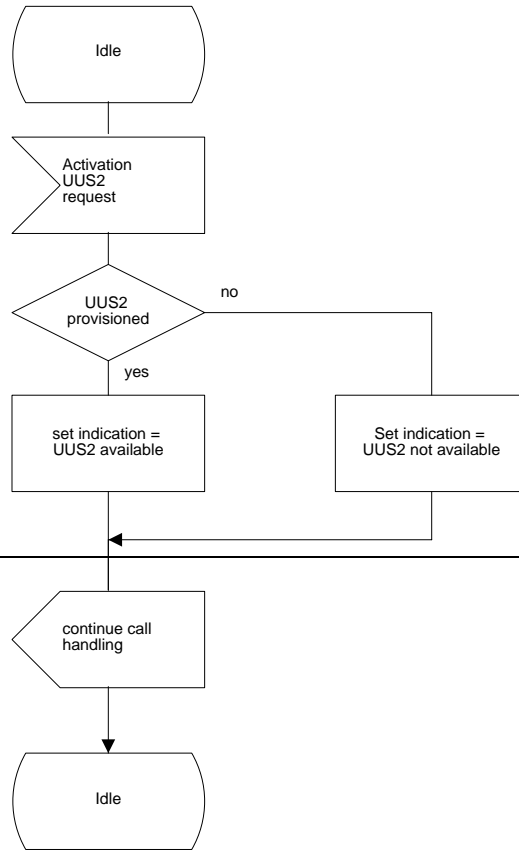 Idle
Activation
UUS2
request
UUS2
provisioned
no
yes
set indication =
UUS2 available
Set indication =
UUS2 not available
continue call
handling
Idle